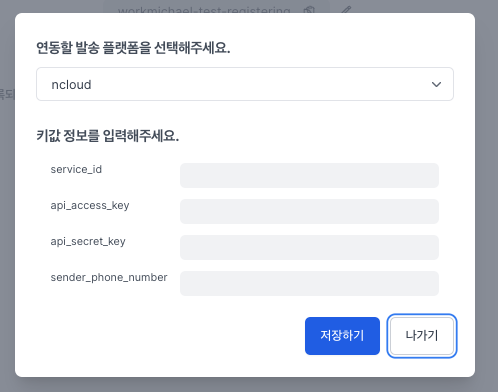 workmichael-test-registering
연동할 발송 플랫폼을 선택해주세요.
ncloud
키값 정보를 입력해주세요.
service_id
api_access_key
api_secret_key
sender_phone_number
저장하기
나가기